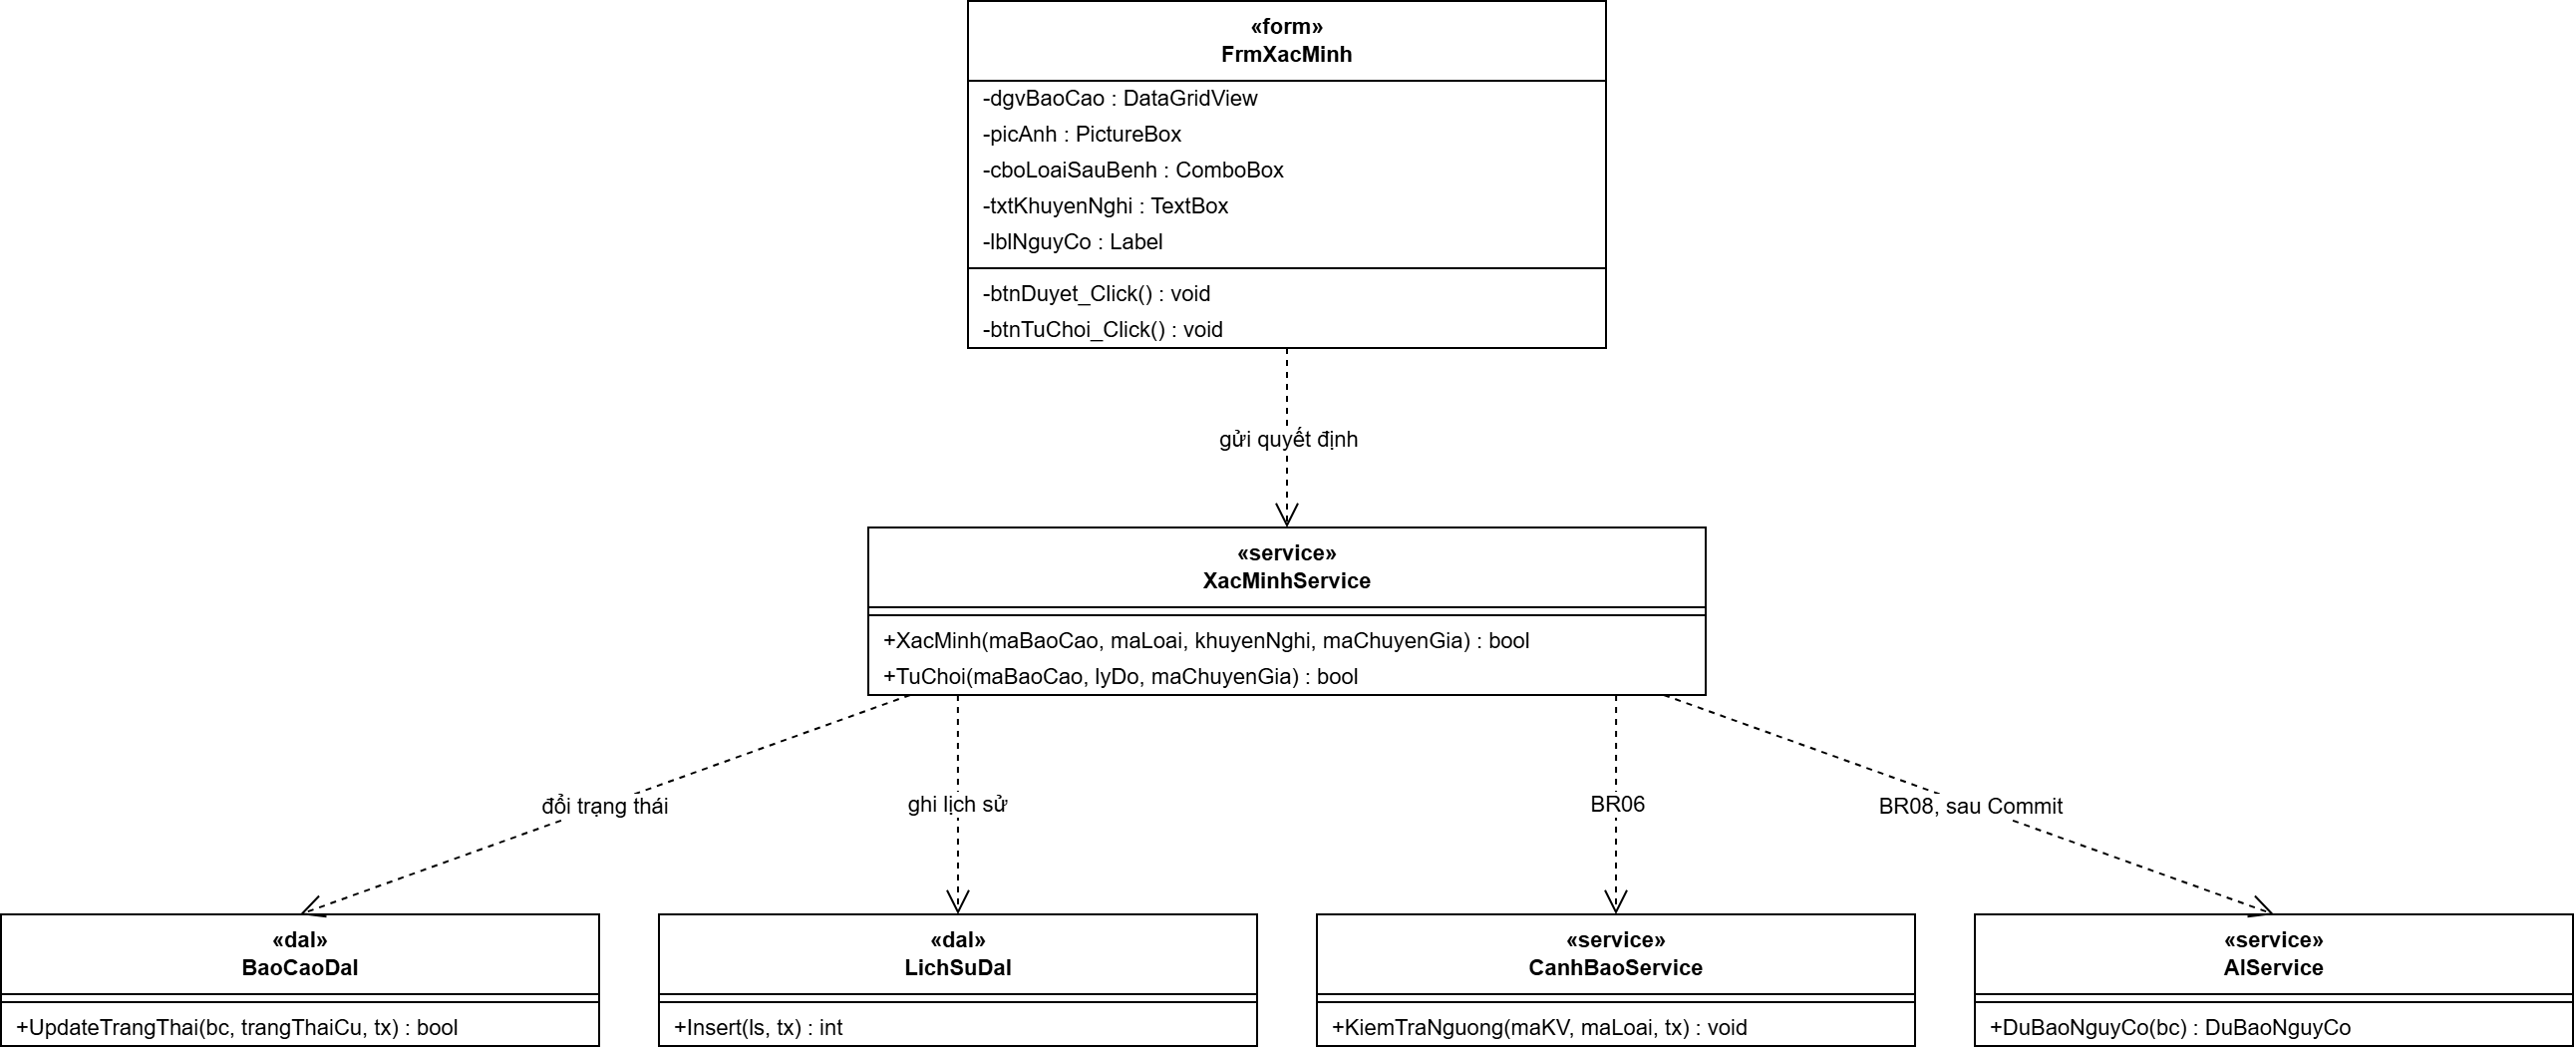 «form»
FrmXacMinh
-dgvBaoCao : DataGridView
-picAnh : PictureBox
-cboLoaiSauBenh : ComboBox
-txtKhuyenNghi : TextBox
-lblNguyCo : Label
-btnDuyet_Click() : void
-btnTuChoi_Click() : void
gửi quyết định
«service»
XacMinhService
+XacMinh(maBaoCao, maLoai, khuyenNghi, maChuyenGia) : bool
+TuChoi(maBaoCao, lyDo, maChuyenGia) : bool
đổi trạng thái
ghi lịch sử
BR06
BR08, sau Commit
«dal»
BaoCaoDal
+UpdateTrangThai(bc, trangThaiCu, tx) : bool
«dal»
LichSuDal
+Insert(ls, tx) : int
«service»
CanhBaoService
+KiemTraNguong(maKV, maLoai, tx) : void
«service»
AIService
+DuBaoNguyCo(bc) : DuBaoNguyCo